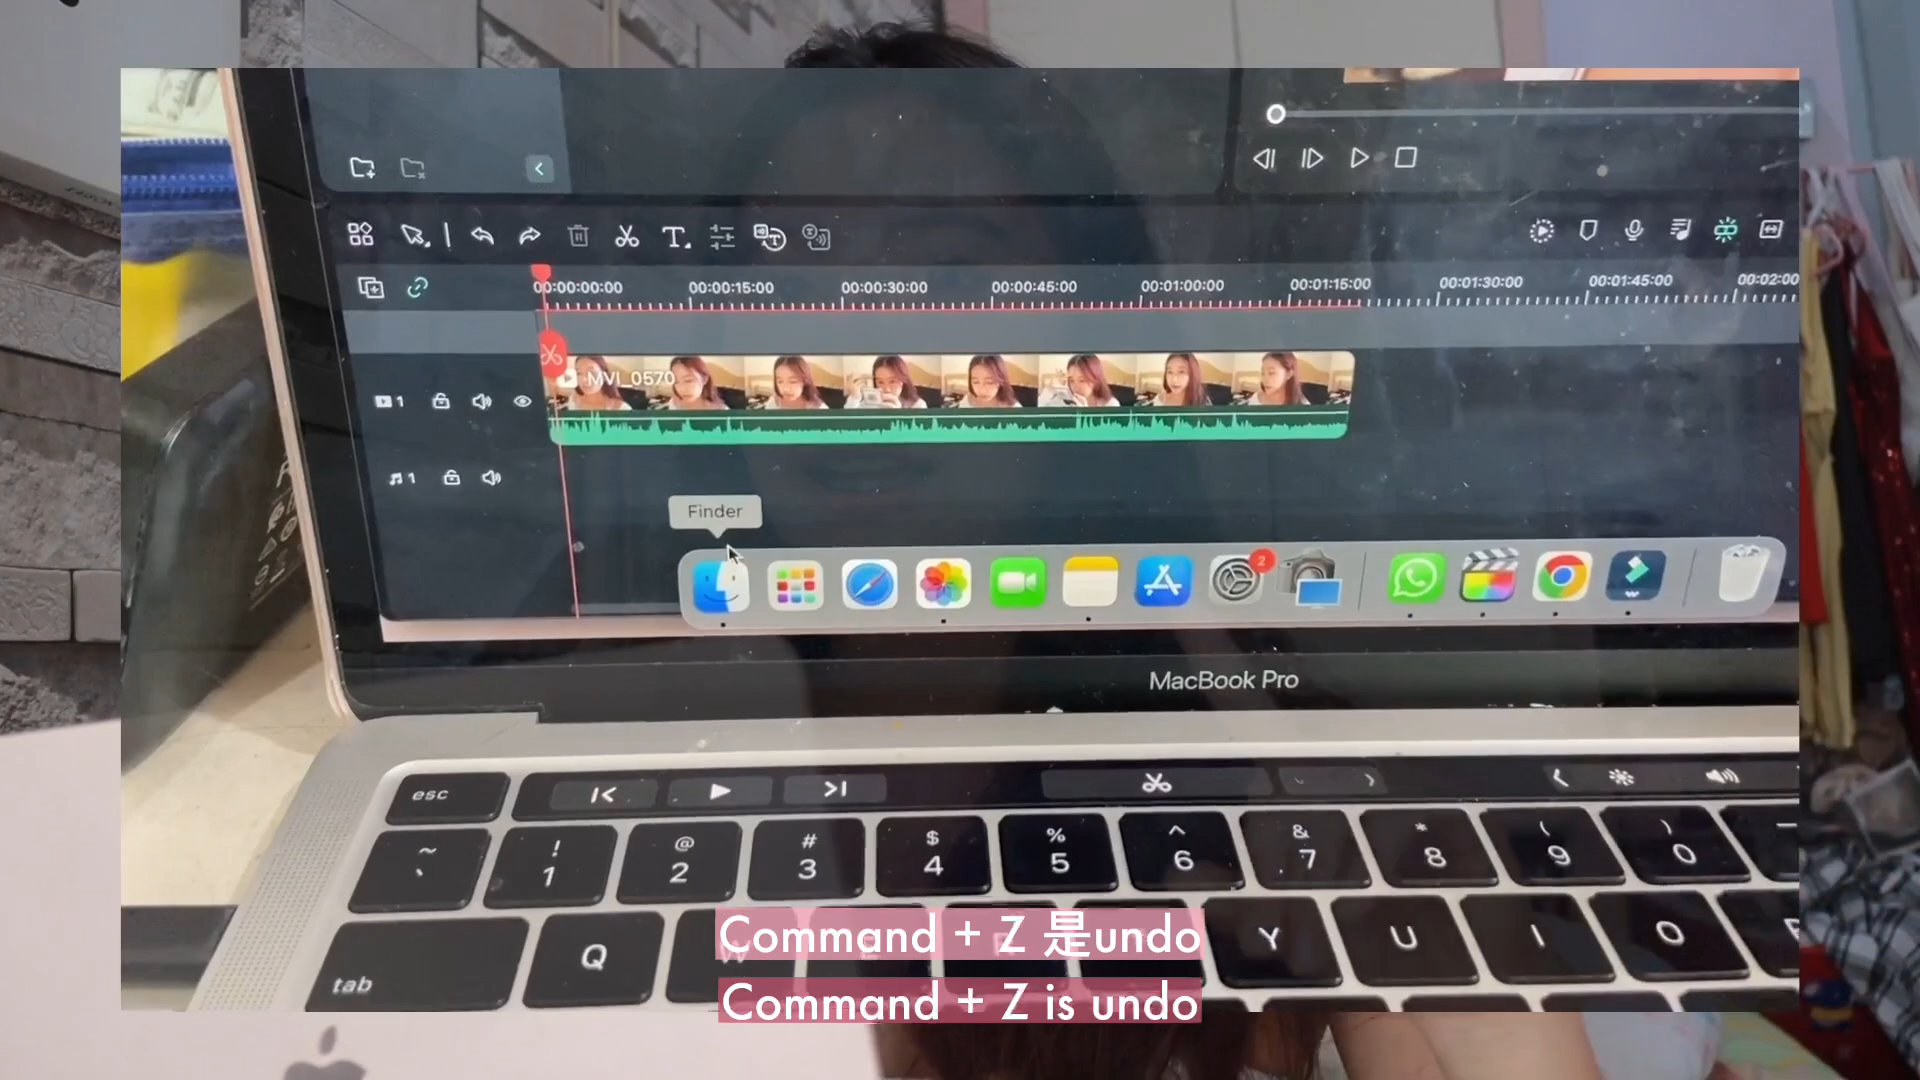 00:00:00:00 00:00:15:00 00:00:30:00 00:00:45:00 00:01:00:00 00:01:15:00 00:01:30:00 00:01:45:00 00:02:00
MVI_0570
1
1
Finder
2
MacBook Pro
esc
~ ! @ # $ % ^ & * ( )
` 1 2 3 4 5 6 7 8 9 0
tab Q W E R Y U I O P
Command + Z 是undo
Command + Z is undo